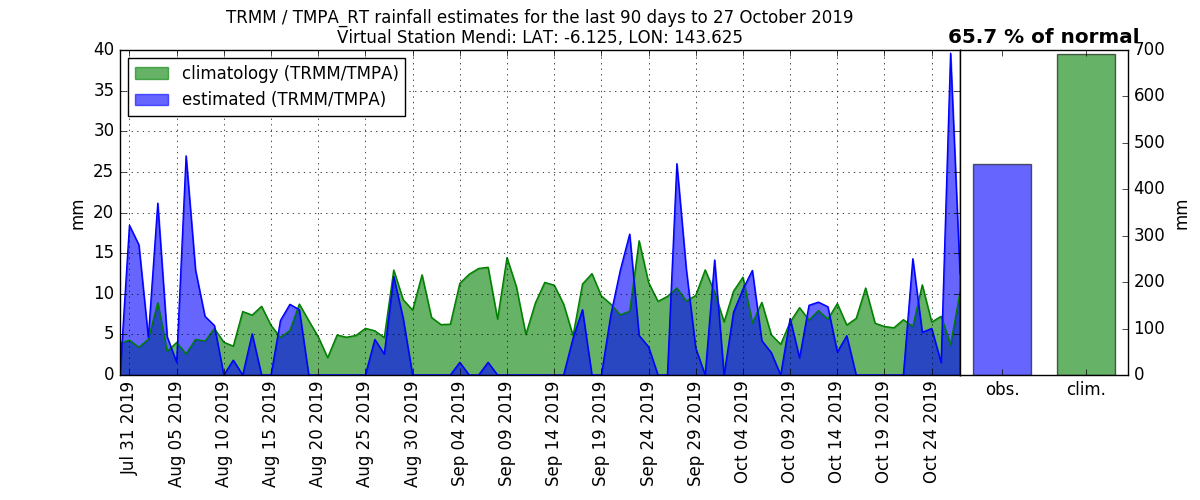 TRMM / TMPA_RT rainfall estimates for the last 90 days to 27 October 2019
Virtual Station Mendi: LAT: -6.125, LON: 143.625
65.7 % of normal
climatology (TRMM/TMPA)
estimated (TRMM/TMPA)
mm
40
35
30
25
20
15
10
5
0
Jul 31 2019
Aug 05 2019
Aug 10 2019
Aug 15 2019
Aug 20 2019
Aug 25 2019
Aug 30 2019
Sep 04 2019
Sep 09 2019
Sep 14 2019
Sep 19 2019
Sep 24 2019
Sep 29 2019
Oct 04 2019
Oct 09 2019
Oct 14 2019
Oct 19 2019
Oct 24 2019
obs.
clim.
700
600
500
400
300
200
100
0
mm